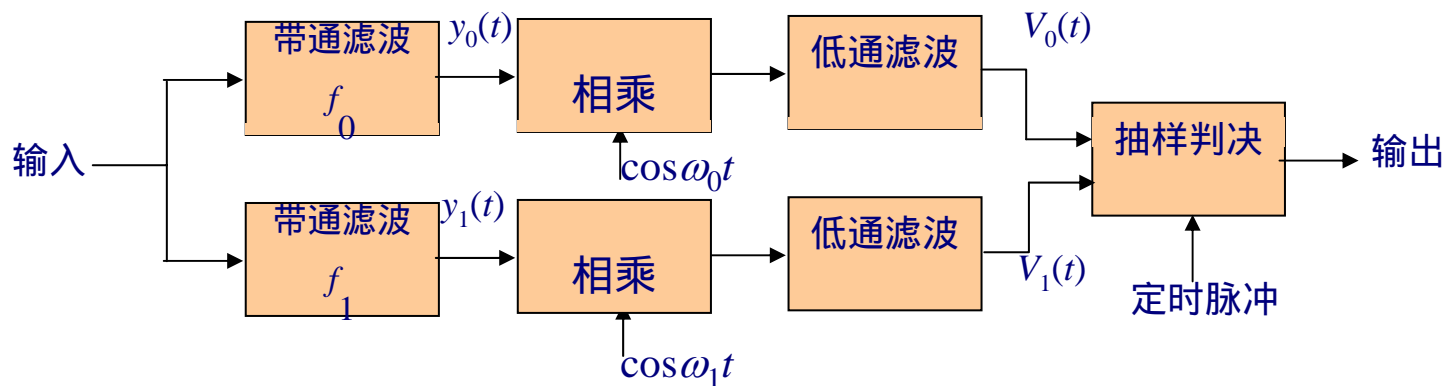 带通滤波
f
0
y₀(t)
相乘
cosω₀t
低通滤波
V₀(t)
输入
抽样判决
输出
定时脉冲
带通滤波
f
1
y₁(t)
相乘
cosω₁t
低通滤波
V₁(t)